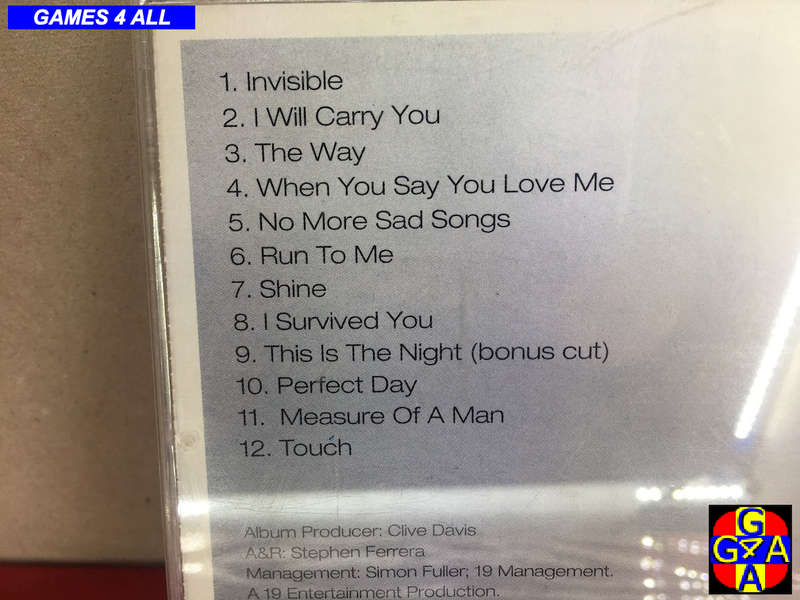 GAMES 4 ALL
1. Invisible
2. I Will Carry You
3. The Way
4. When You Say You Love Me
5. No More Sad Songs
6. Run To Me
7. Shine
8. I Survived You
9. This Is The Night (bonus cut)
10. Perfect Day
11. Measure Of A Man
12. Touch
Album Producer: Clive Davis
A&R: Stephen Ferrera
Management: Simon Fuller; 19 Management.
A 19 Entertainment Production.
G
G4A
A